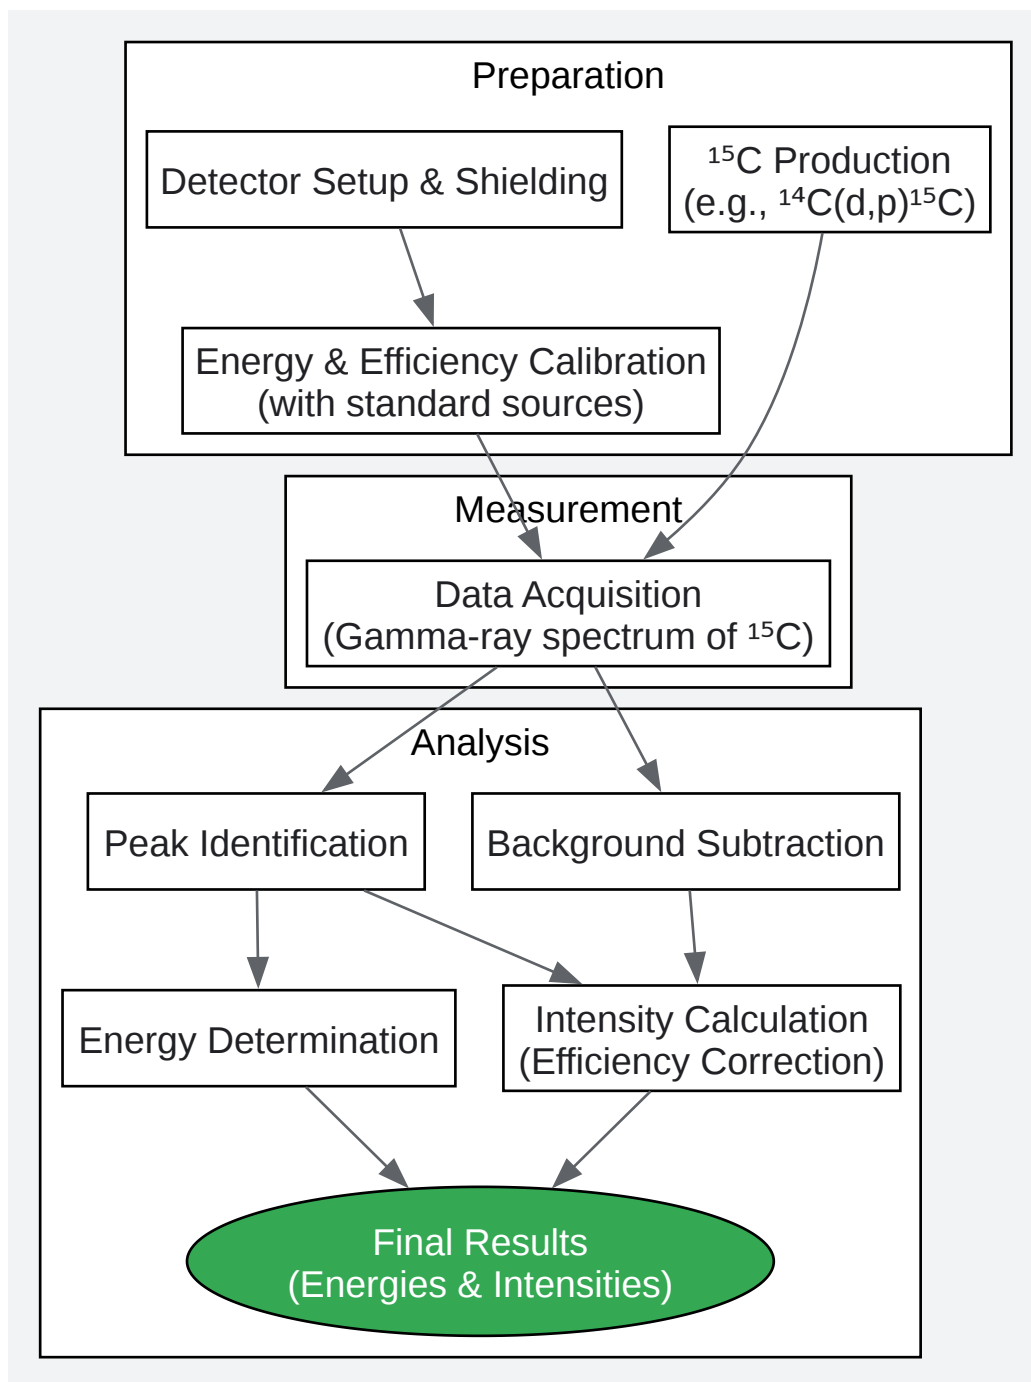 Preparation
Detector Setup & Shielding
¹⁵C Production
(e.g., ¹⁴C(d,p)¹⁵C)
Energy & Efficiency Calibration
(with standard sources)
Measurement
Data Acquisition
(Gamma-ray spectrum of ¹⁵C)
Analysis
Peak Identification
Background Subtraction
Energy Determination
Intensity Calculation
(Efficiency Correction)
Final Results
(Energies & Intensities)